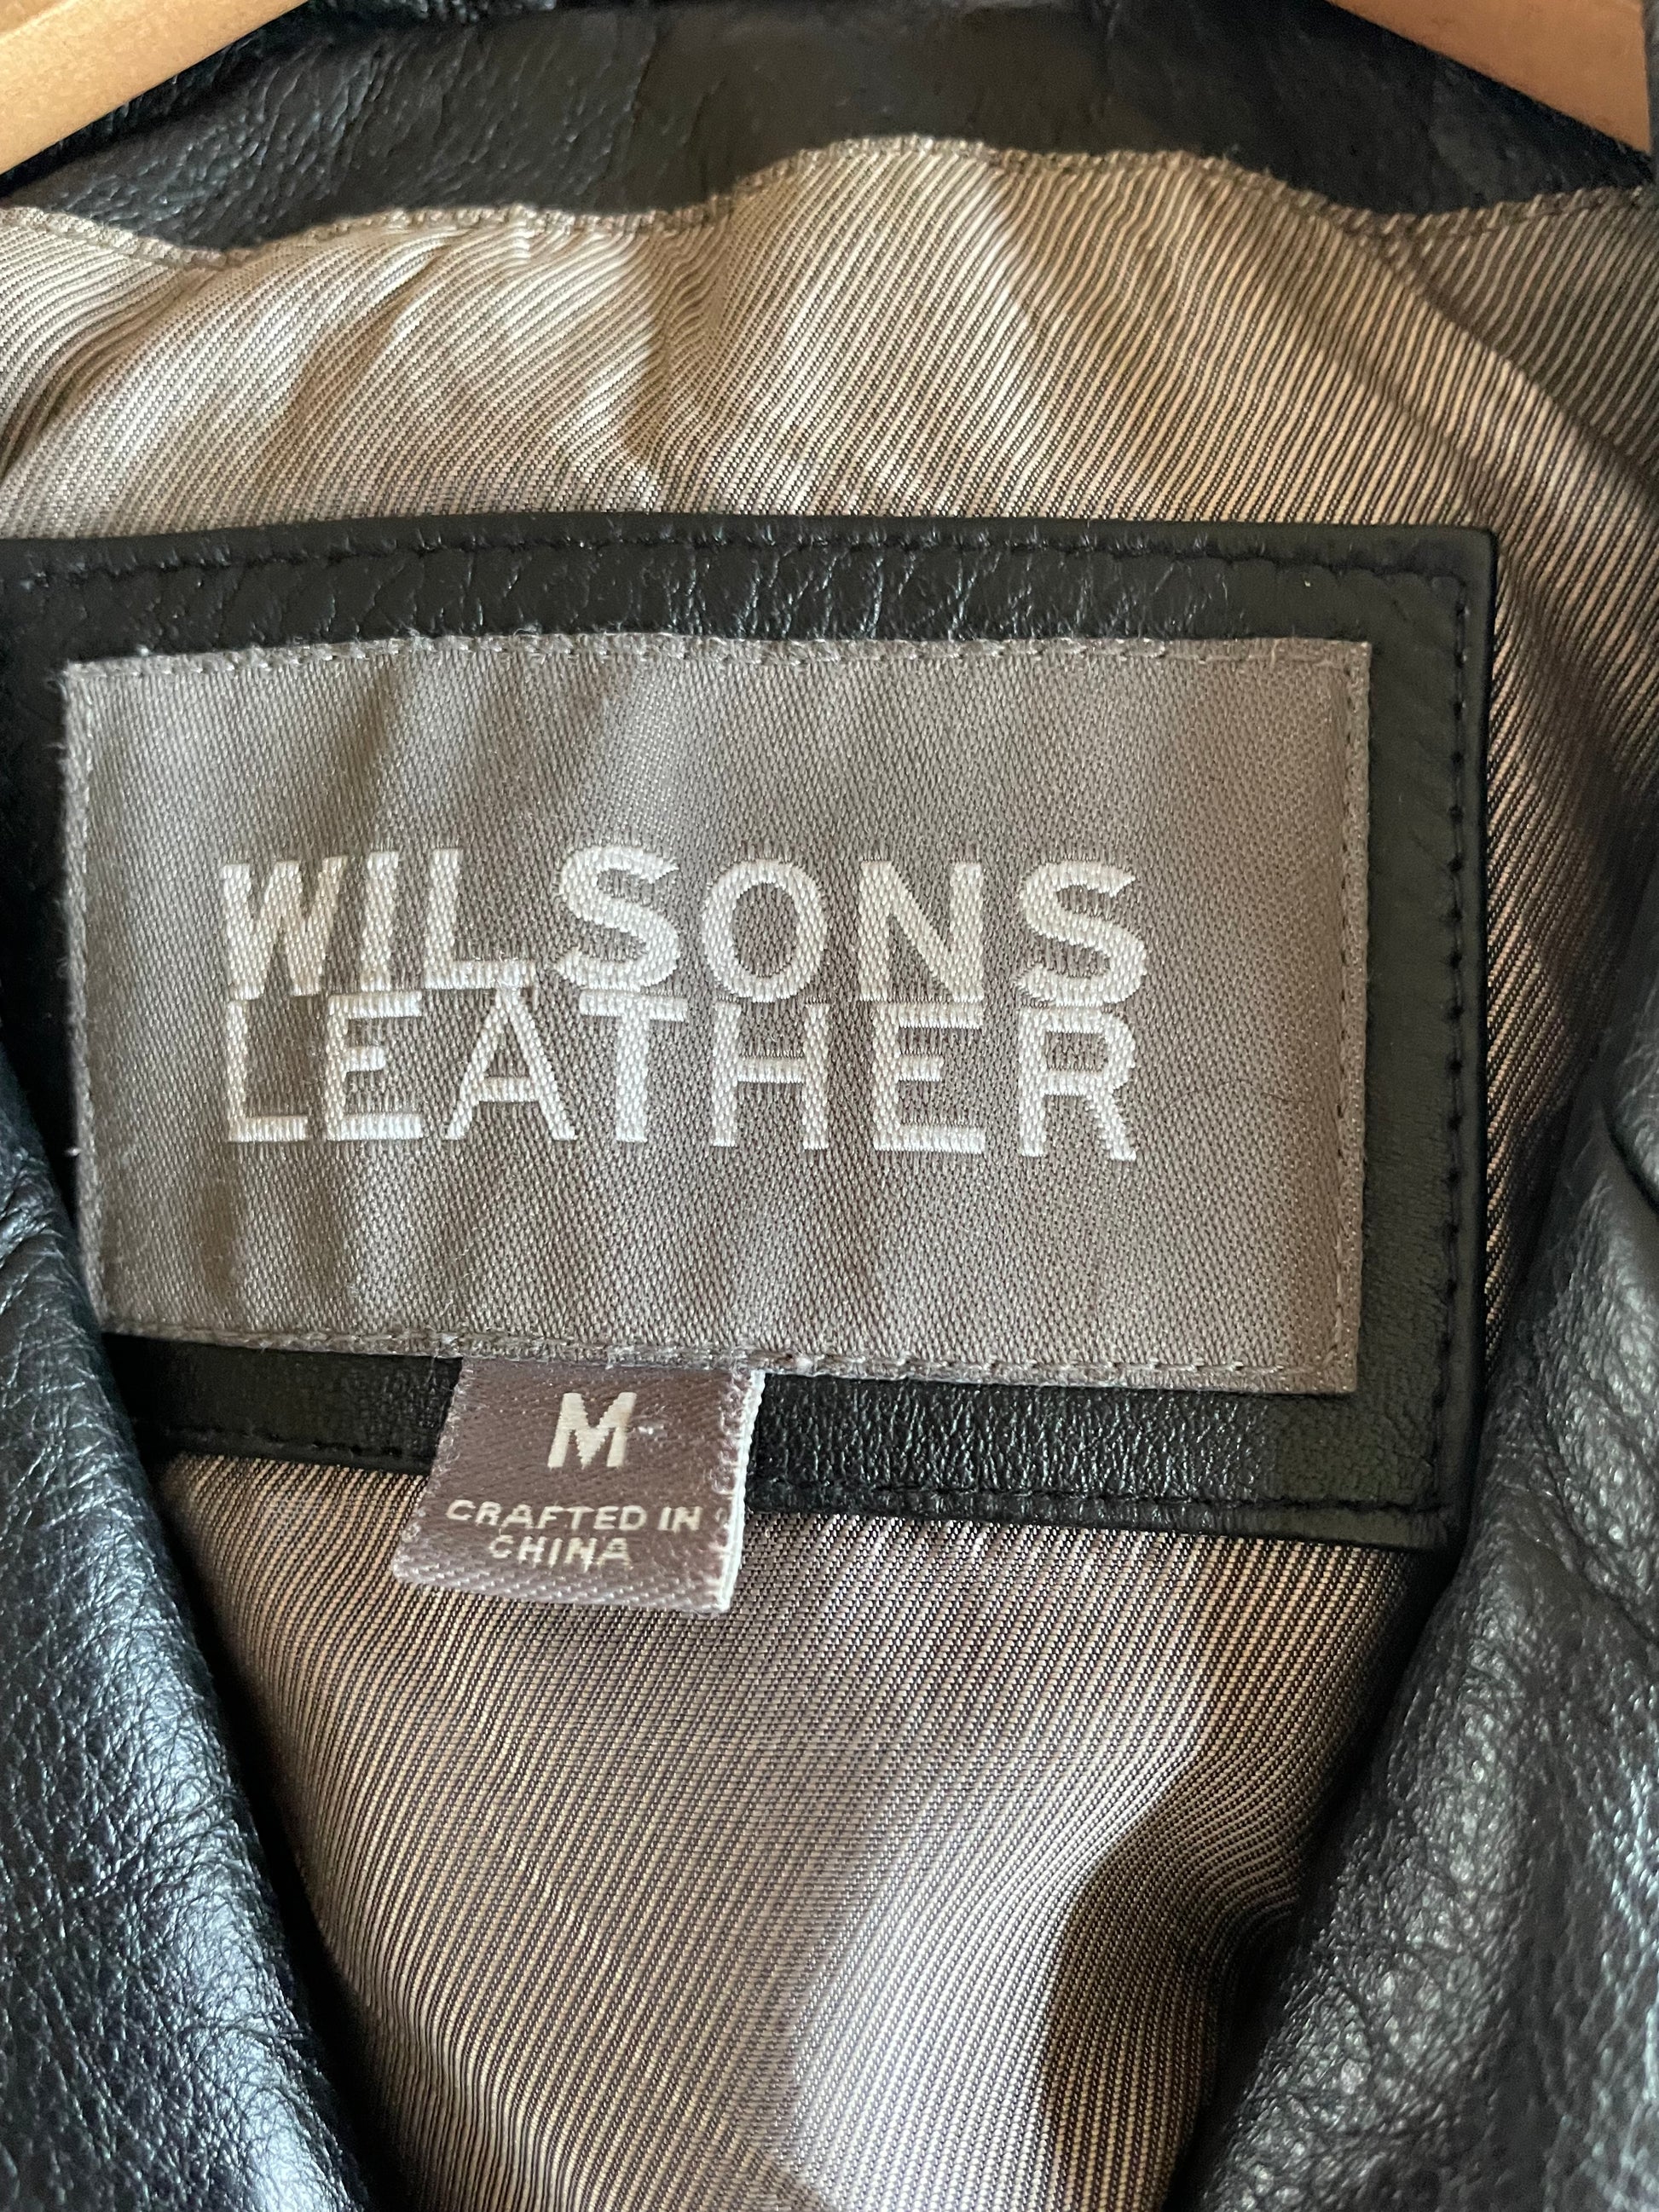 WILSONS
LEATHER
M
CRAFTED IN
CHINA